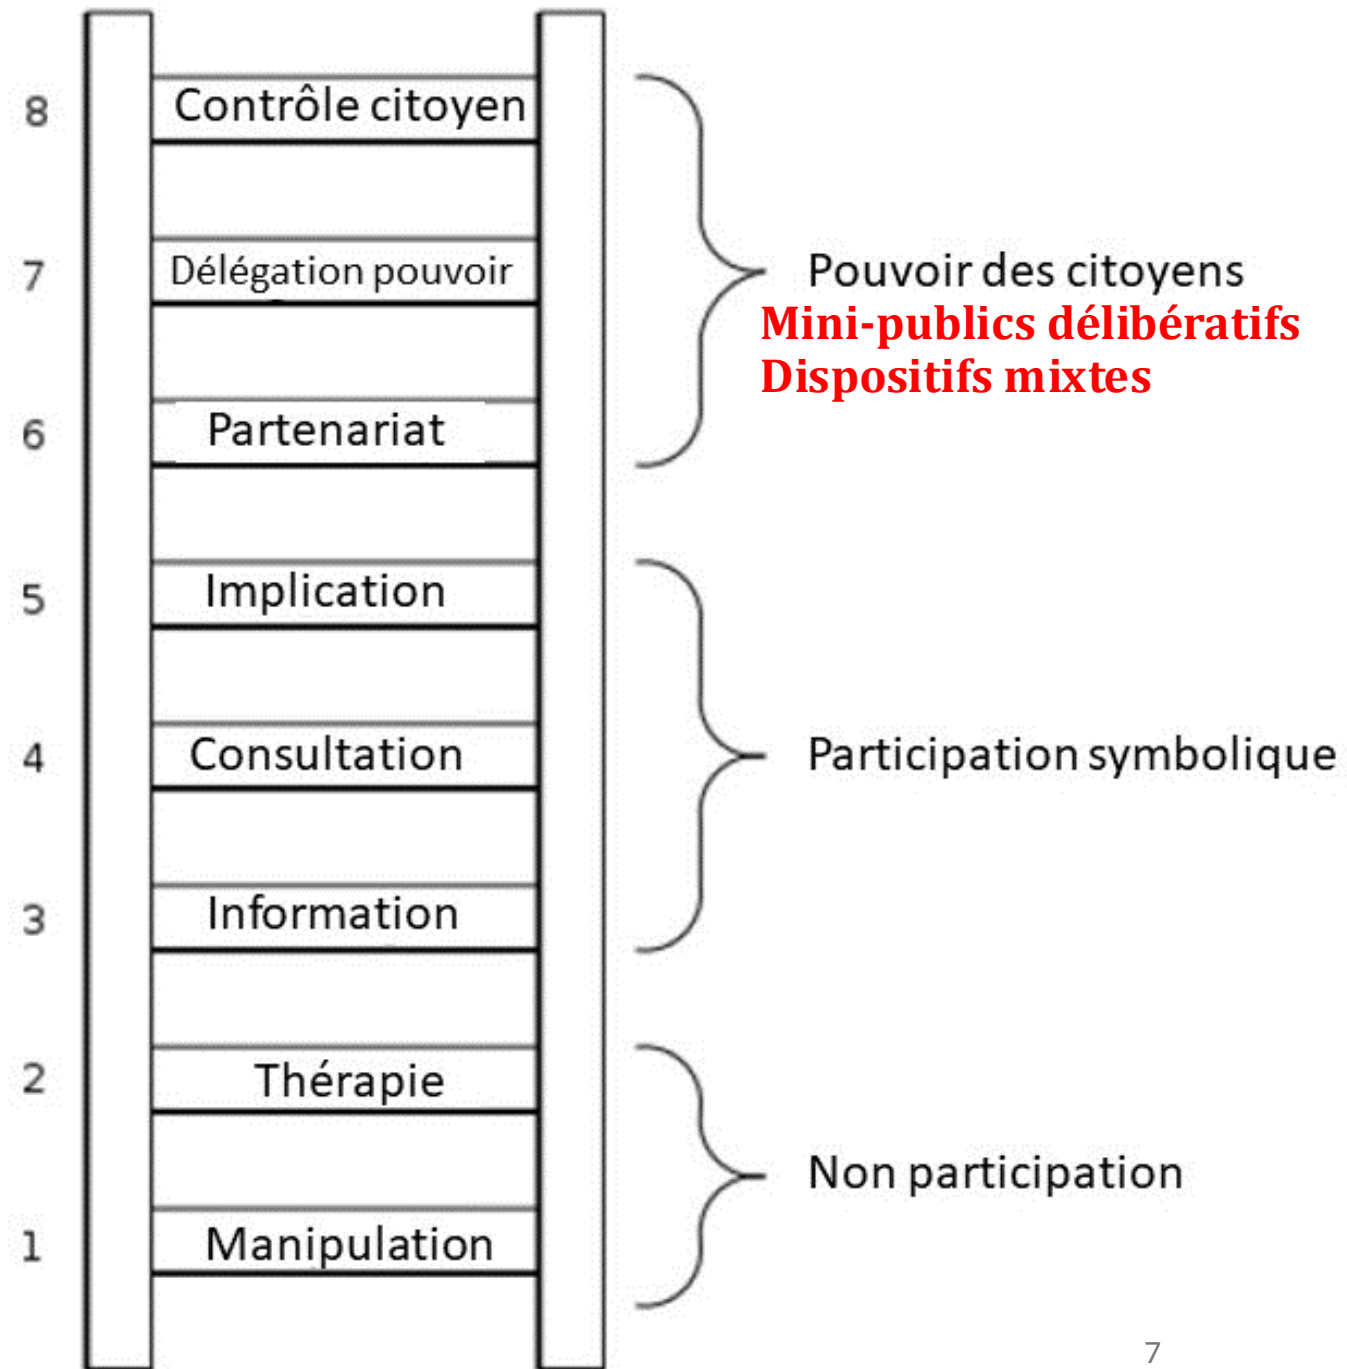 8 Contrôle citoyen
7 Délégation pouvoir
Pouvoir des citoyens
Mini-publics délibératifs
Dispositifs mixtes
6 Partenariat
5 Implication
4 Consultation
Participation symbolique
3 Information
2 Thérapie
Non participation
1 Manipulation
7